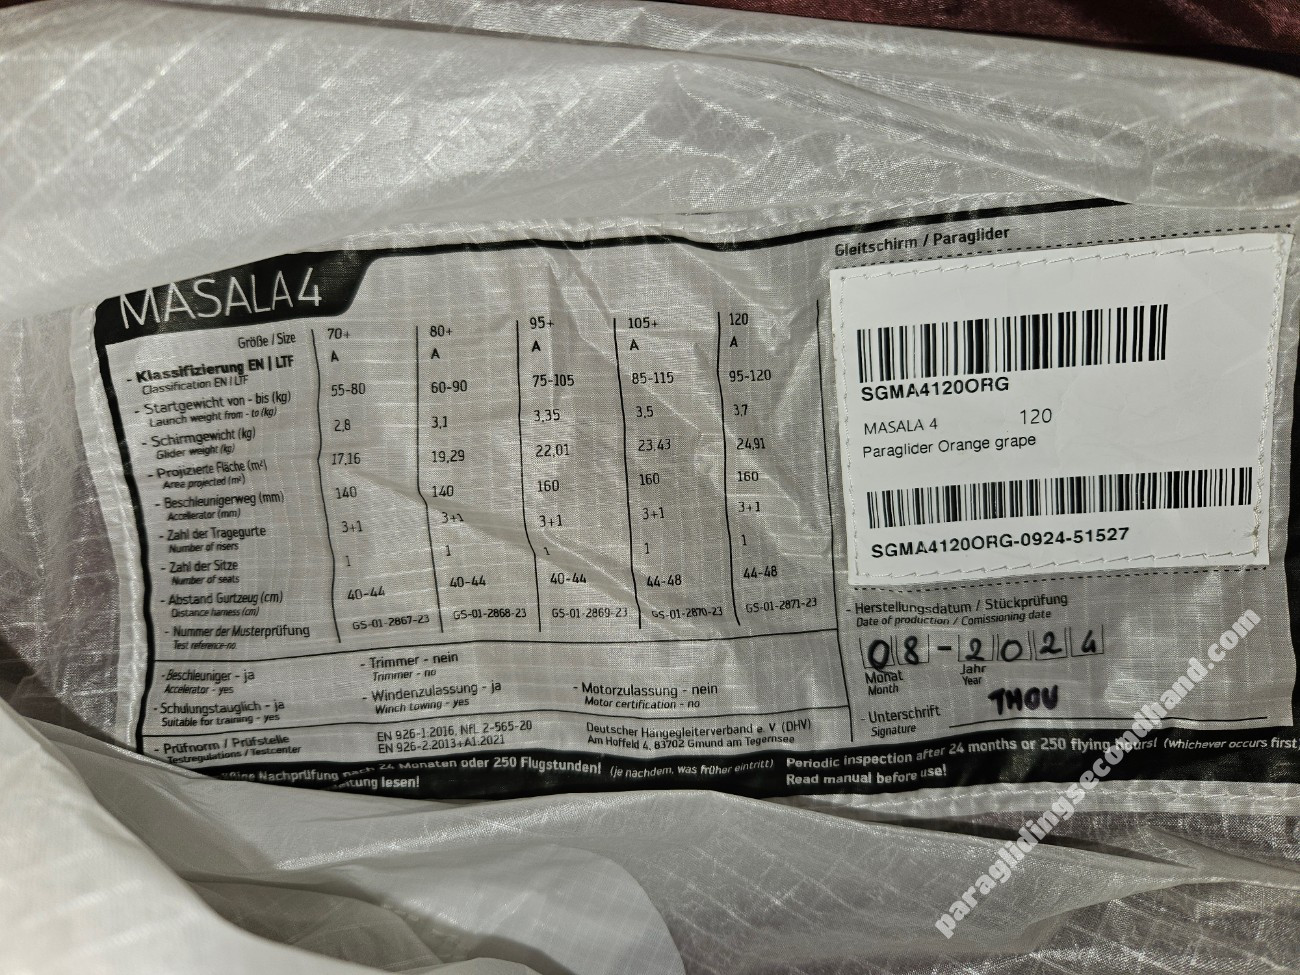 MASALA4
Größe / Size 70+ 80+ 95+ 105+ 120
- Klassifizierung EN | LTF A A A A A
Classification EN | LTF
- Startgewicht von - bis (kg) 55-80 60-90 75-105 85-115 95-120
Launch weight from - to (kg)
- Schirmgewicht (kg) 2,8 3,1 3,35 3,5 3,7
Glider weight (kg)
- Projizierte Fläche (m²) 17,16 19,29 22,01 23,43 24,91
Area projected (m²)
- Beschleunigerweg (mm) 140 140 160 160 160
Accellerator (mm)
- Zahl der Tragegurte 3+1 3+1 3+1 3+1 3+1
Number of risers
- Zahl der Sitze 1 1 1 1 1
Number of seats
- Abstand Gurtzeug (cm) 40-44 40-44 40-44 44-48 44-48
Distance harness (cm)
- Nummer der Musterprüfung GS-01-2867-23 GS-01-2868-23 GS-01-2869-23 GS-01-2870-23 GS-01-2871-23
Test reference-no.
- Beschleuniger - ja - Trimmer - nein
Accelerator - yes Trimmer - no
- Schulungstauglich - ja - Windenzulassung - ja - Motorzulassung - nein
Suitable for training - yes Winch towing - yes Motor certification - no
- Prüfnorm / Prüfstelle EN 926-1:2016, NfL 2-565-20 Deutscher Hängegleiterverband e. V. (DHV)
Testregulations / Testcenter EN 926-2:2013+A1:2021 Am Hoffeld 4, 83702 Gmund am Tegernsee
Nachprüfung nach 24 Monaten oder 250 Flugstunden! (je nachdem, was früher eintritt)
lesen!
Periodic inspection after 24 months or 250 flying hours! (whichever occurs first)
Read manual before use!
Gleitschirm / Paraglider
SGMA4120ORG
MASALA 4 120
Paraglider Orange grape
SGMA4120ORG-0924-51527
- Herstellungsdatum / Stückprüfung
Date of production / Comissioning date
08-2024
Monat Jahr
Month Year
- Unterschrift THOU
Signature
paraglidingsecondhand.com